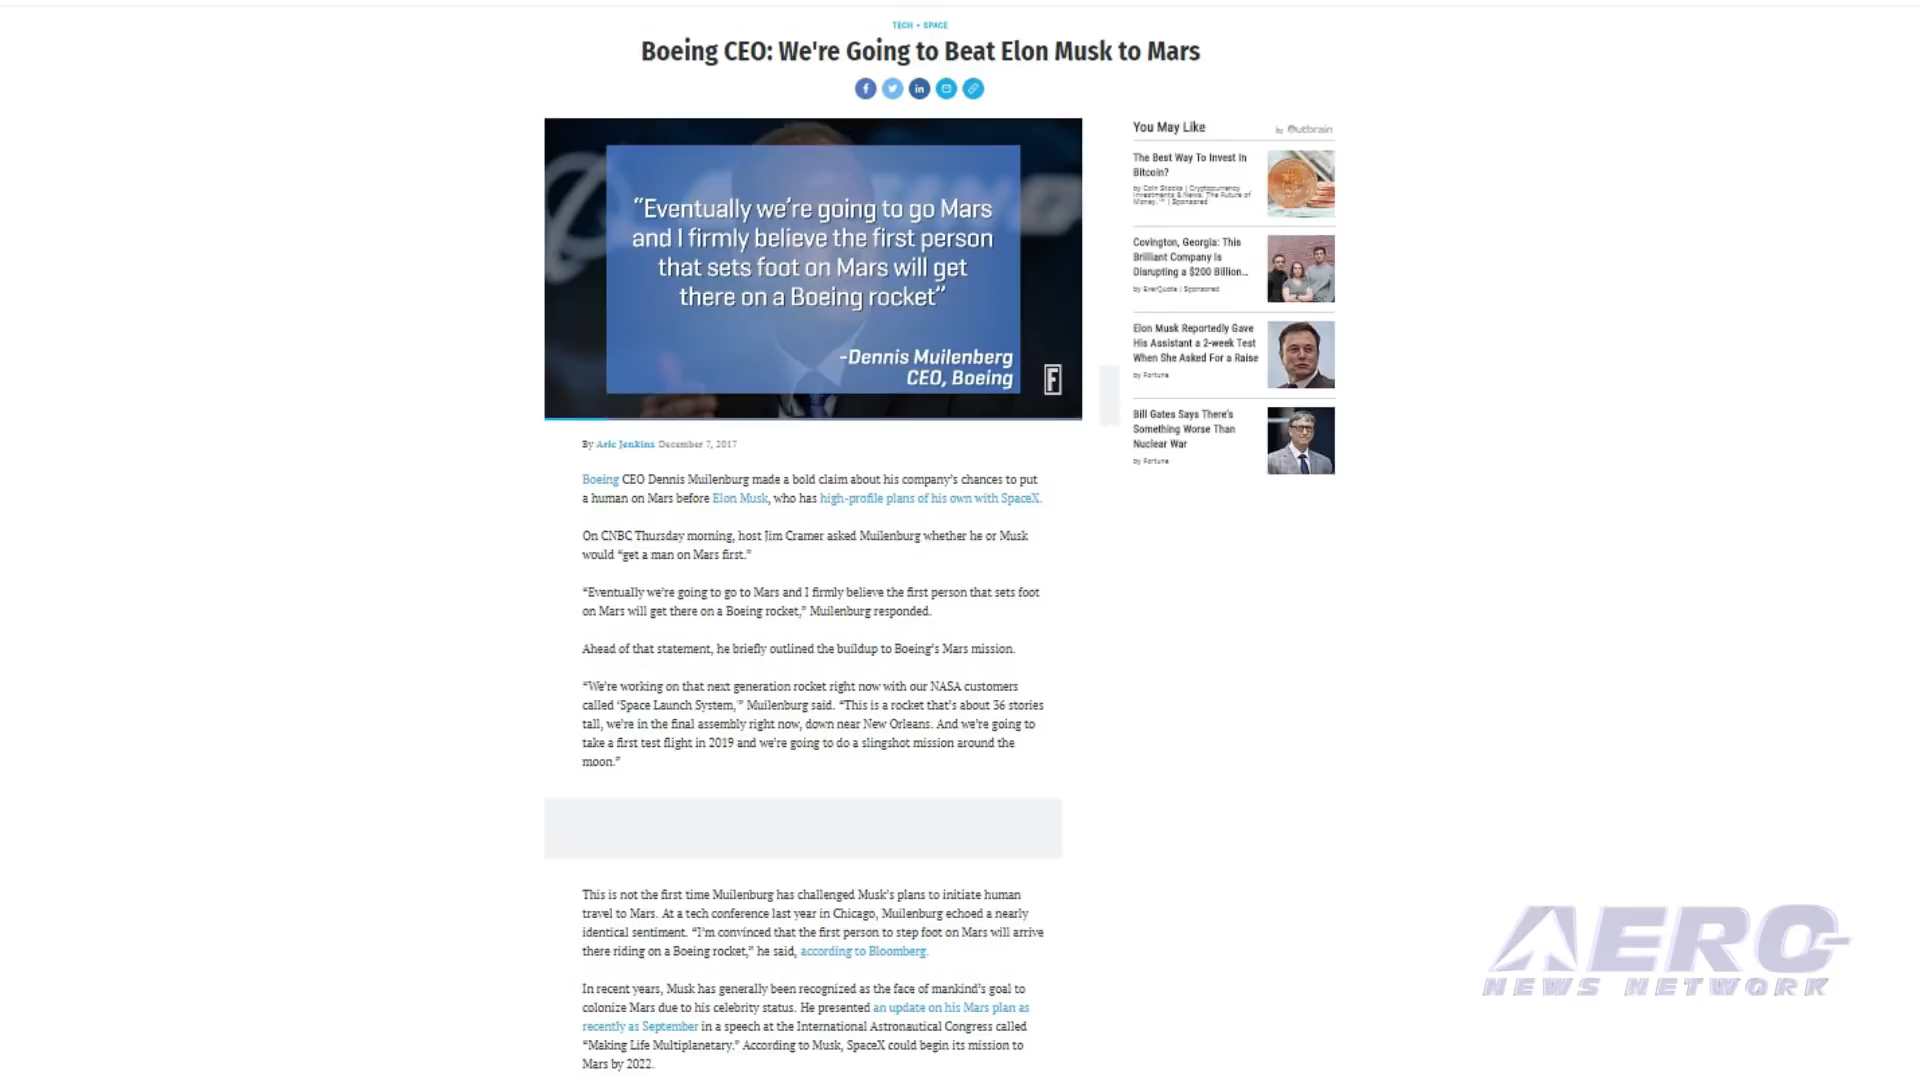 TECH • SPACE
Boeing CEO: We're Going to Beat Elon Musk to Mars
“Eventually we’re going to go Mars
and I firmly believe the first person
that sets foot on Mars will get
there on a Boeing rocket”
-Dennis Muilenberg
CEO, Boeing
F
By Aric Jenkins December 7, 2017
Boeing CEO Dennis Muilenburg made a bold claim about his company’s chances to put
a human on Mars before Elon Musk, who has high-profile plans of his own with SpaceX.
On CNBC Thursday morning, host Jim Cramer asked Muilenburg whether he or Musk
would “get a man on Mars first.”
“Eventually we’re going to go to Mars and I firmly believe the first person that sets foot
on Mars will get there on a Boeing rocket,” Muilenburg responded.
Ahead of that statement, he briefly outlined the buildup to Boeing’s Mars mission.
“We’re working on that next generation rocket right now with our NASA customers
called ‘Space Launch System,’” Muilenburg said. “This is a rocket that’s about 36 stories
tall, we’re in the final assembly right now, down near New Orleans. And we’re going to
take a first test flight in 2019 and we’re going to do a slingshot mission around the
moon.”
This is not the first time Muilenburg has challenged Musk’s plans to initiate human
travel to Mars. At a tech conference last year in Chicago, Muilenburg echoed a nearly
identical sentiment. “I’m convinced that the first person to step foot on Mars will arrive
there riding on a Boeing rocket,” he said, according to Bloomberg.
In recent years, Musk has generally been recognized as the face of mankind’s goal to
colonize Mars due to his celebrity status. He presented an update on his Mars plan as
recently as September in a speech at the International Astronautical Congress called
“Making Life Multiplanetary.” According to Musk, SpaceX could begin its mission to
Mars by 2022.
You May Like
by Outbrain
The Best Way To Invest In
Bitcoin?
by Coin Stocks | Cryptocurrency
Investments & News. The Future of
Money.™ | Sponsored
Covington, Georgia: This
Brilliant Company Is
Disrupting a $200 Billion...
by EverQuote | Sponsored
Elon Musk Reportedly Gave
His Assistant a 2-week Test
When She Asked For a Raise
by Fortune
Bill Gates Says There's
Something Worse Than
Nuclear War
by Fortune
AERO-
NEWS NETWORK